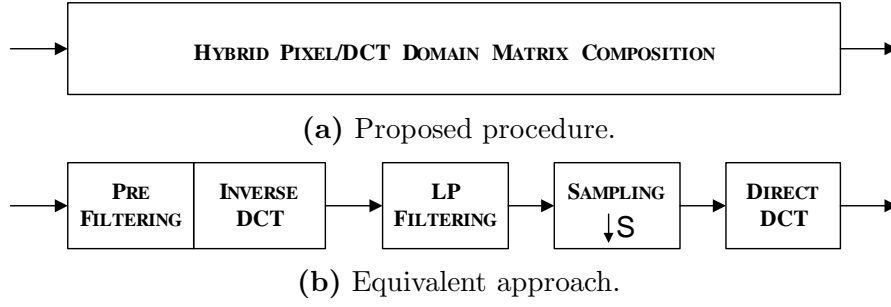 HYBRID PIXEL/DCT DOMAIN MATRIX COMPOSITION
(a) Proposed procedure.
PRE FILTERING
INVERSE DCT
LP FILTERING
SAMPLING
↓S
DIRECT DCT
(b) Equivalent approach.